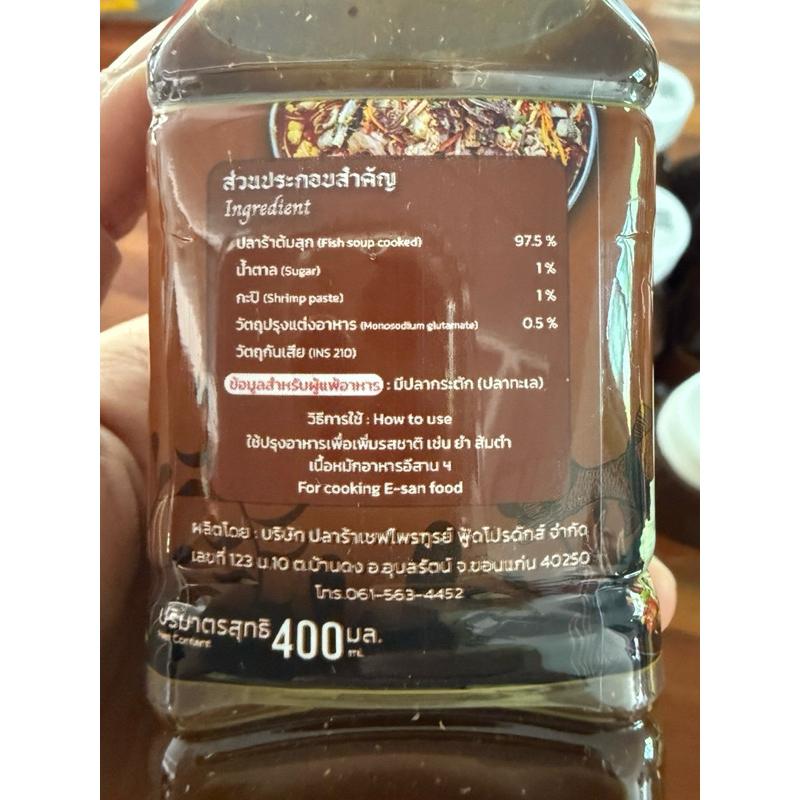 ส่วนประกอบสำคัญ
Ingredient
ปลาร้าต้มสุก (Fish soup cooked) 97.5 %
น้ำตาล (Sugar) 1 %
กะปิ (Shrimp paste) 1 %
วัตถุปรุงแต่งอาหาร (Monosodium glutamate) 0.5 %
วัตถุกันเสีย (INS 210)
ข้อมูลสำหรับผู้แพ้อาหาร : มีปลากระตัก (ปลาทะเล)
วิธีการใช้ : How to use
ใช้ปรุงอาหารเพื่อเพิ่มรสชาติ เช่น ยำ ส้มตำ
เนื้อหมักอาหารอีสาน ฯ
For cooking E-san food
ผลิตโดย : บริษัท ปลาร้าเชฟไพฑูรย์ ฟู้ดโปรดักส์ จำกัด
เลขที่ 123 ม.10 ต.บ้านดง อ.อุบลรัตน์ จ.ขอนแก่น 40250
โทร.061-563-4452
ปริมาตรสุทธิ 400 มล.
Net Content mL